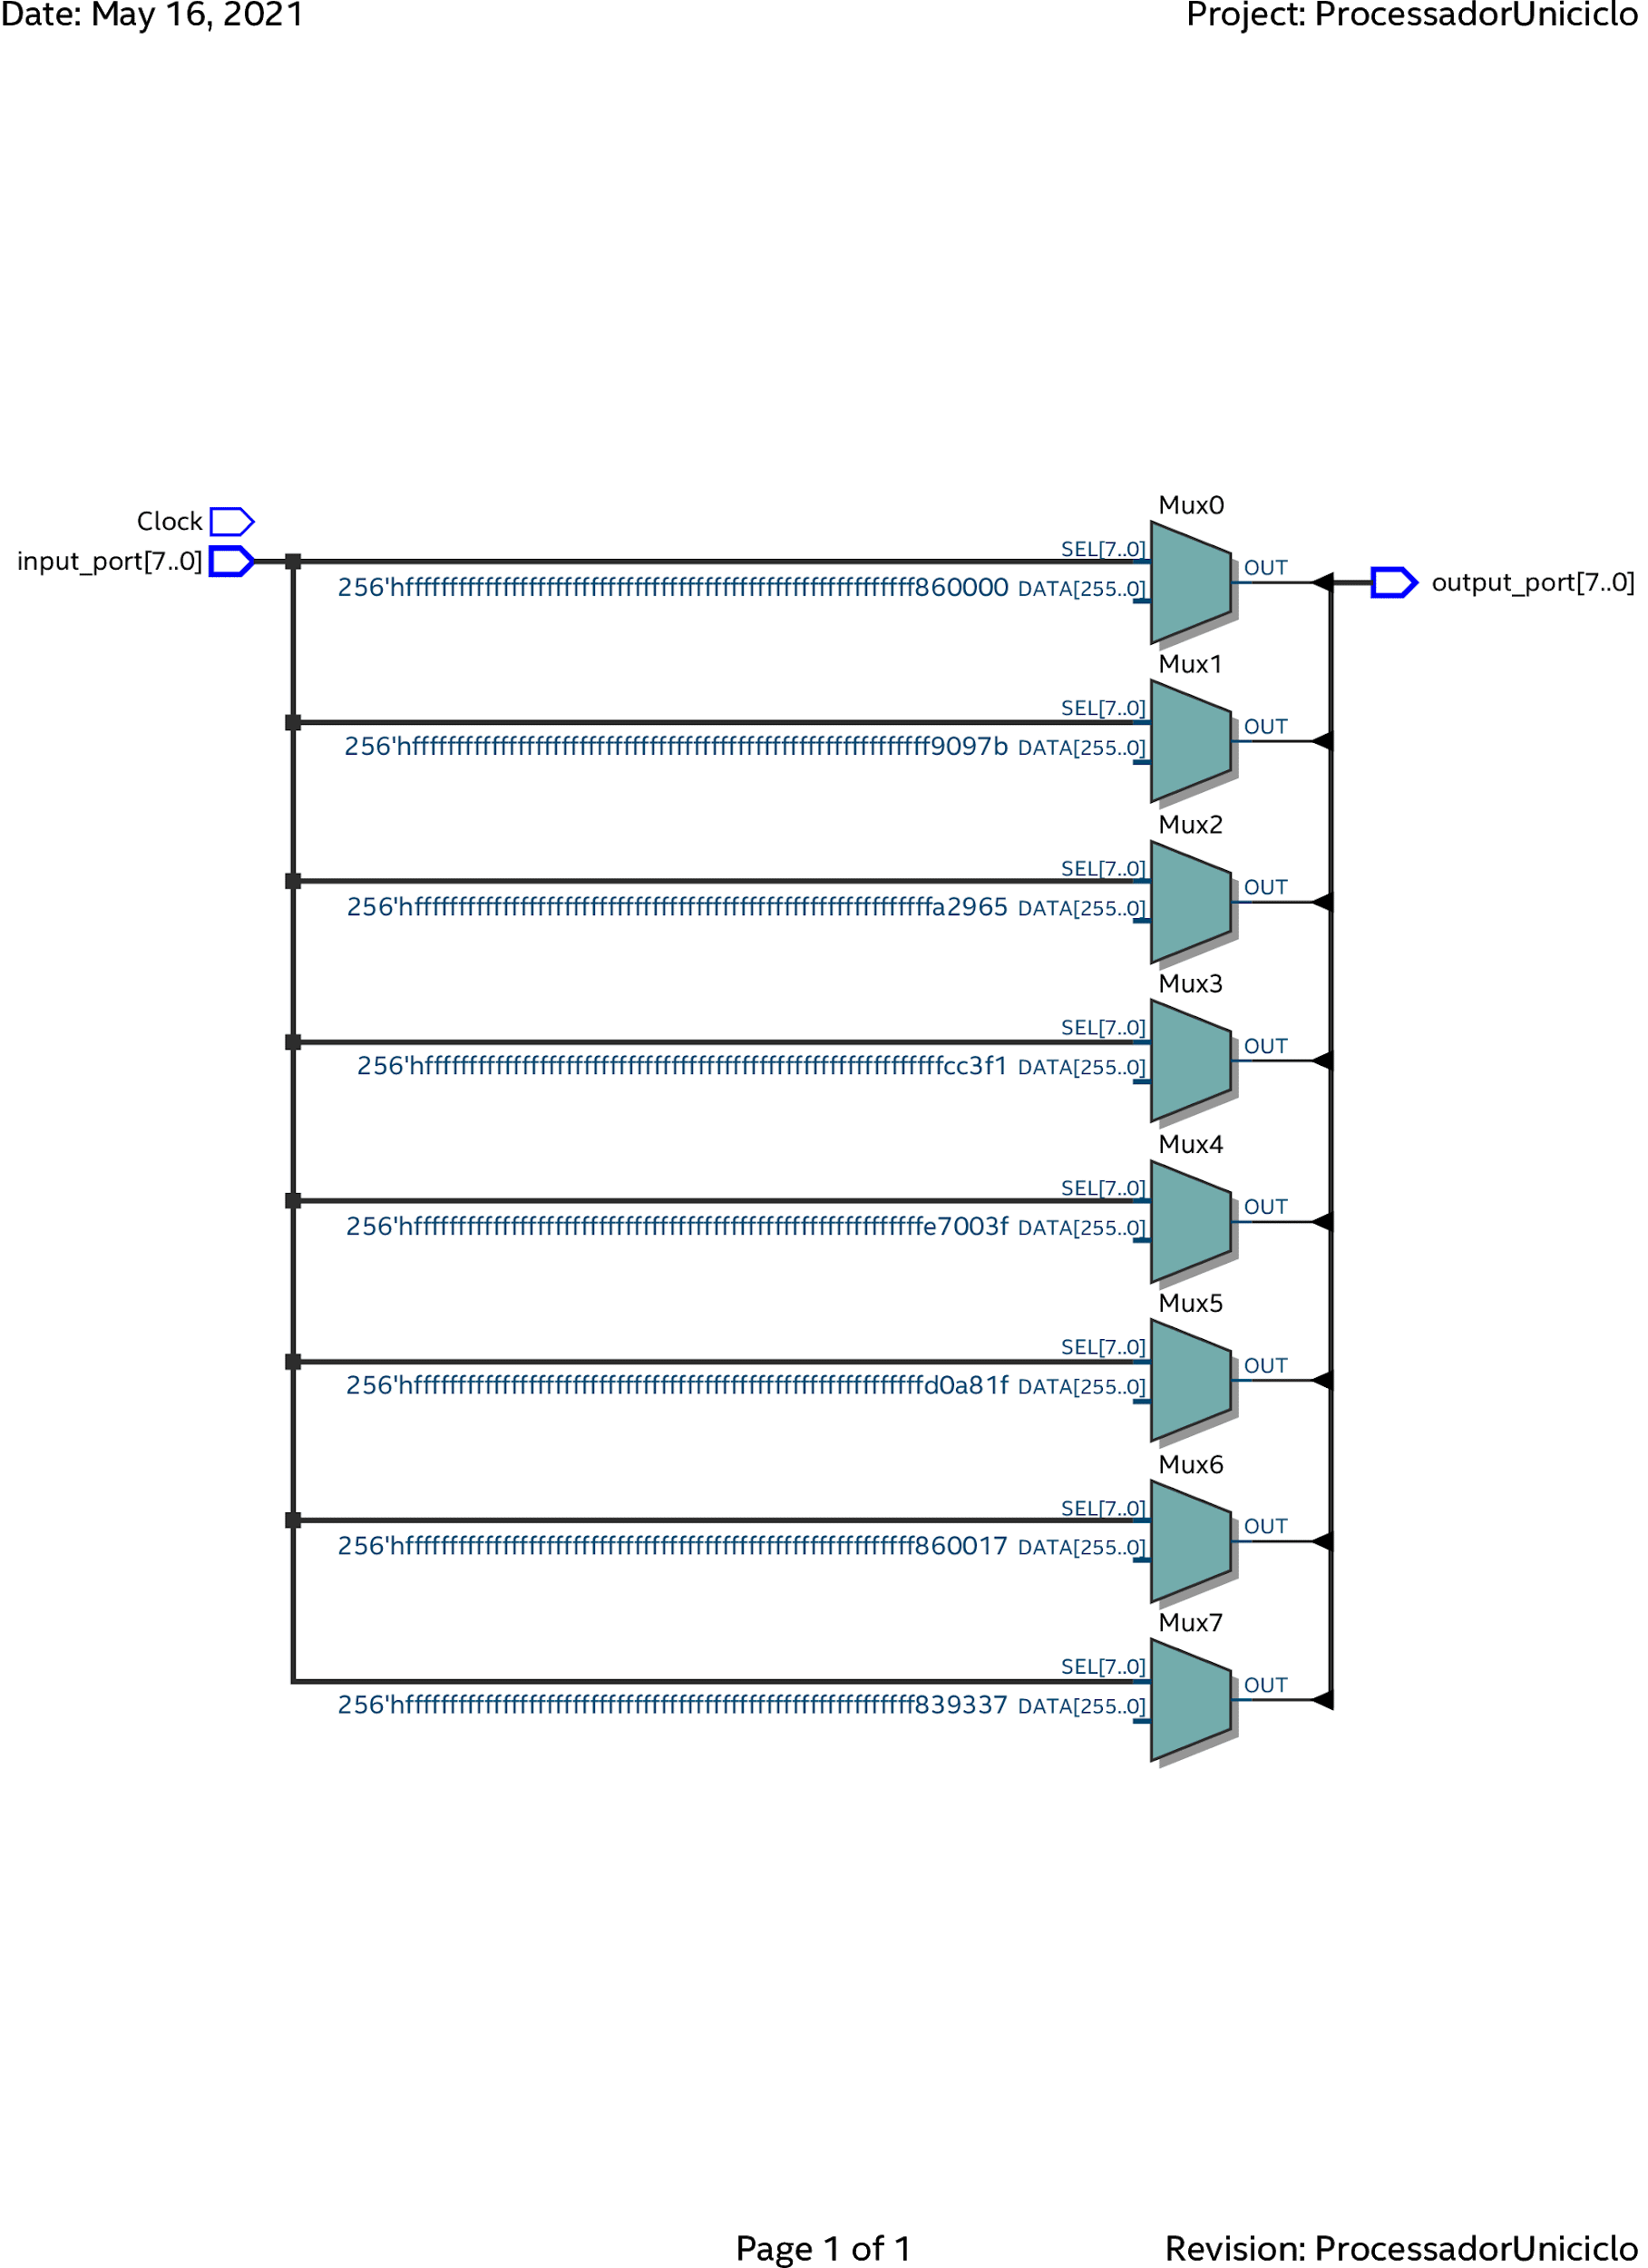 Date: May 16, 2021
Project: ProcessadorUniciclo
Mux0
Clock
SEL[7..0]
input_port[7..0]
OUT
output_port[7..0]
256'hffffffffffffffffffffffffffffffffffffffffffffffffffffffffff860000 DATA[255..0]
Mux1
SEL[7..0]
OUT
256'hfffffffffffffffffffffffffffffffffffffffffffffffffffffffffff9097b DATA[255..0]
Mux2
SEL[7..0]
OUT
256'hfffffffffffffffffffffffffffffffffffffffffffffffffffffffffffa2965 DATA[255..0]
Mux3
SEL[7..0]
OUT
256'hfffffffffffffffffffffffffffffffffffffffffffffffffffffffffffcc3f1 DATA[255..0]
Mux4
SEL[7..0]
OUT
256'hffffffffffffffffffffffffffffffffffffffffffffffffffffffffffe7003f DATA[255..0]
Mux5
SEL[7..0]
OUT
256'hffffffffffffffffffffffffffffffffffffffffffffffffffffffffffd0a81f DATA[255..0]
Mux6
SEL[7..0]
OUT
256'hffffffffffffffffffffffffffffffffffffffffffffffffffffffffff860017 DATA[255..0]
Mux7
SEL[7..0]
OUT
256'hffffffffffffffffffffffffffffffffffffffffffffffffffffffffff839337 DATA[255..0]
Page 1 of 1
Revision: ProcessadorUniciclo